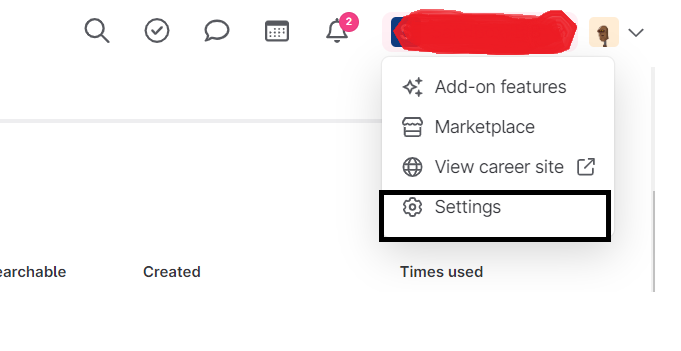 2
Add-on features
Marketplace
View career site
Settings
earchable Created Times used